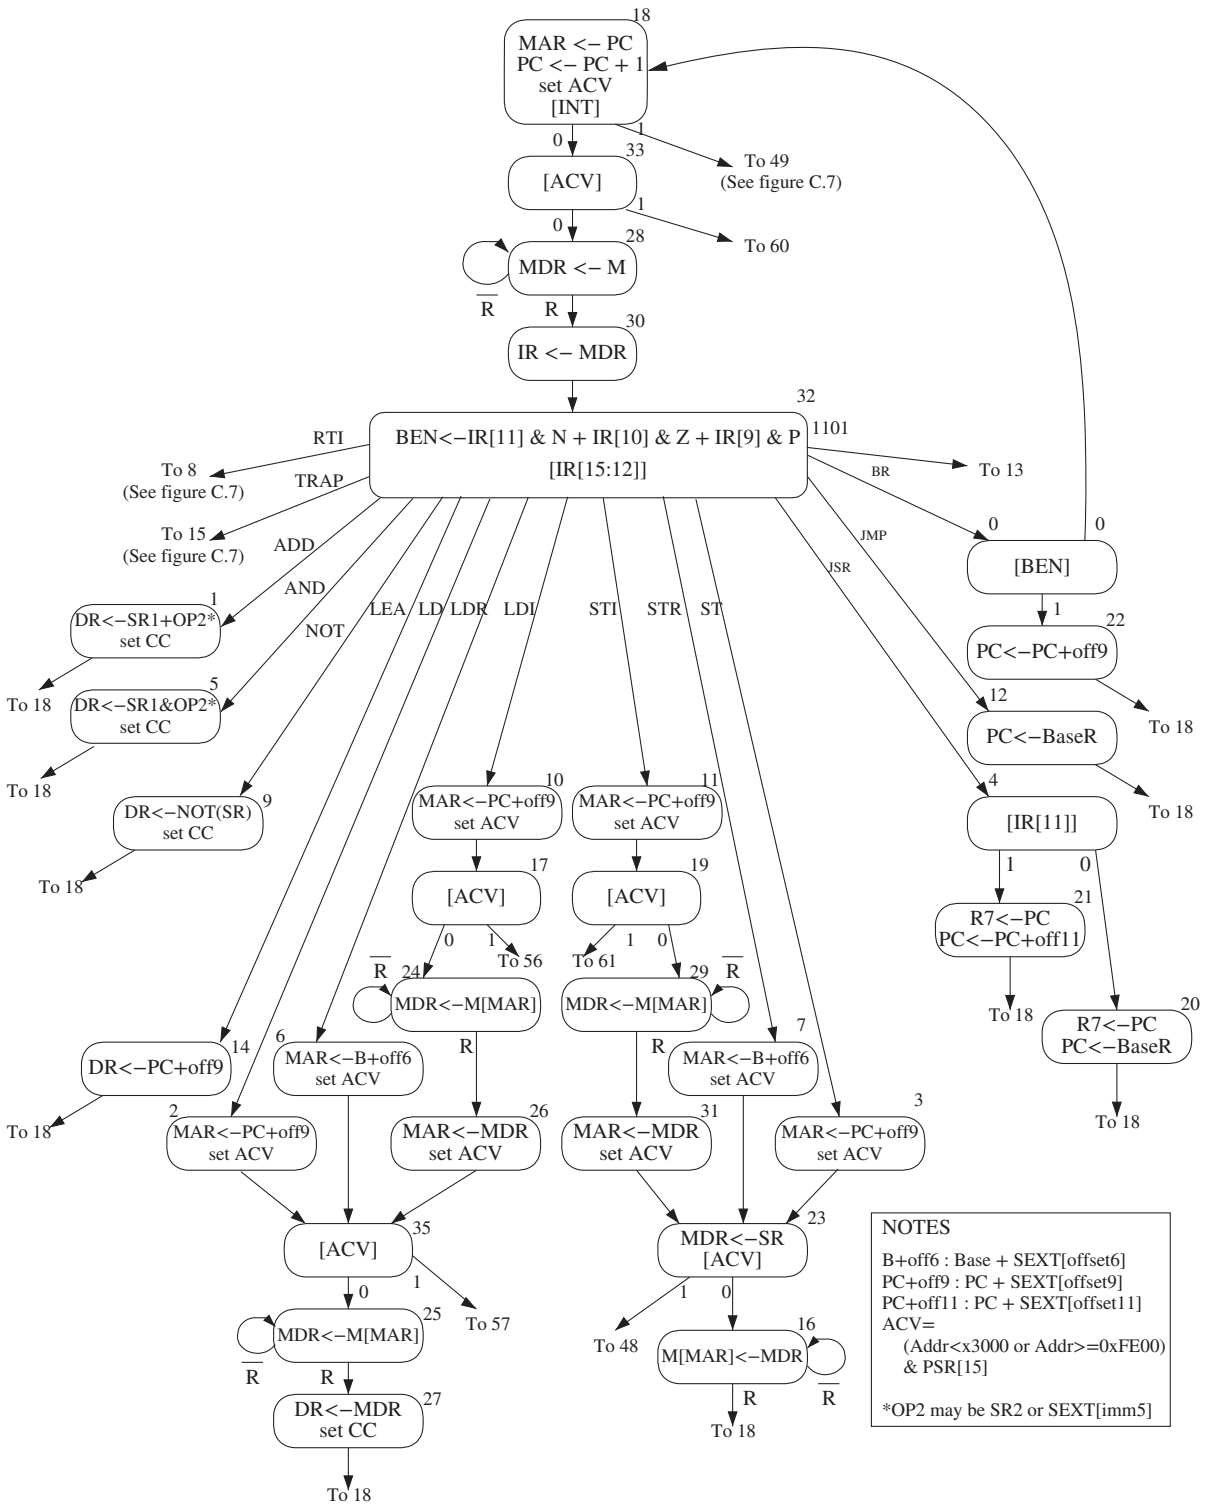 18
MAR <– PC
PC <– PC + 1
set ACV
[INT]
0
1
To 49
(See figure C.7)
33
[ACV]
0
1
To 60
28
MDR <– M
R
R
30
IR <– MDR
32
BEN<–IR[11] & N + IR[10] & Z + IR[9] & P
[IR[15:12]]
1101
To 13
RTI
To 8
(See figure C.7)
TRAP
To 15
(See figure C.7)
ADD
AND
NOT
LEA
LD
LDR
LDI
STI
STR
ST
JSR
JMP
BR
0
0
[BEN]
1
22
PC<–PC+off9
To 18
12
PC<–BaseR
To 18
4
[IR[11]]
1
0
21
R7<–PC
PC<–PC+off11
To 18
20
R7<–PC
PC<–BaseR
To 18
1
DR<–SR1+OP2*
set CC
To 18
5
DR<–SR1&OP2*
set CC
To 18
9
DR<–NOT(SR)
set CC
To 18
10
MAR<–PC+off9
set ACV
11
MAR<–PC+off9
set ACV
17
[ACV]
0
1
To 56
19
[ACV]
1
0
To 61
R
24
MDR<–M[MAR]
R
29
R
MDR<–M[MAR]
R
14
DR<–PC+off9
To 18
6
MAR<–B+off6
set ACV
7
MAR<–B+off6
set ACV
2
MAR<–PC+off9
set ACV
26
MAR<–MDR
set ACV
31
MAR<–MDR
set ACV
3
MAR<–PC+off9
set ACV
35
[ACV]
0
1
To 57
23
MDR<–SR
[ACV]
1
0
To 48
25
MDR<–M[MAR]
R
R
16
M[MAR]<–MDR
R
R
To 18
27
DR<–MDR
set CC
To 18
NOTES
B+off6 : Base + SEXT[offset6]
PC+off9 : PC + SEXT[offset9]
PC+off11 : PC + SEXT[offset11]
ACV=
(Addr<x3000 or Addr>=0xFE00)
& PSR[15]
*OP2 may be SR2 or SEXT[imm5]